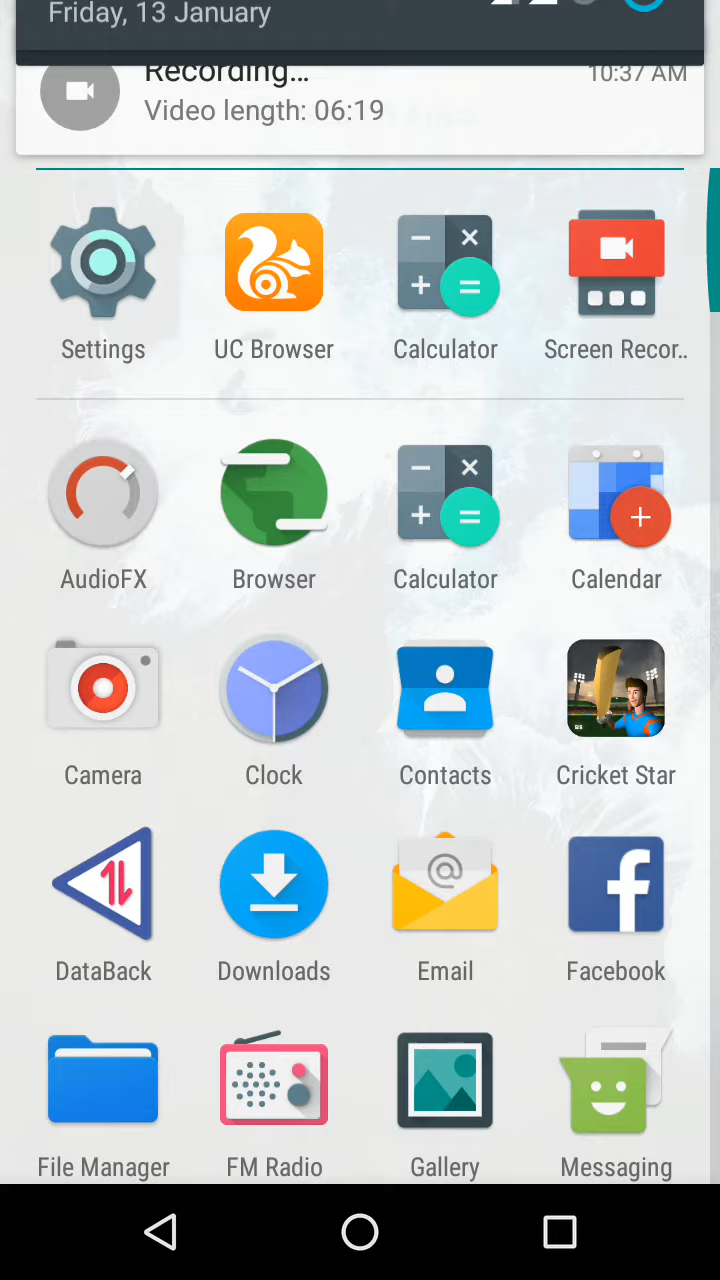 Friday, 13 January
Recording...
10:37 AM
Video length: 06:19
Settings
UC Browser
Calculator
Screen Recor..
AudioFX
Browser
Calculator
Calendar
Camera
Clock
Contacts
Cricket Star
DataBack
Downloads
Email
Facebook
File Manager
FM Radio
Gallery
Messaging